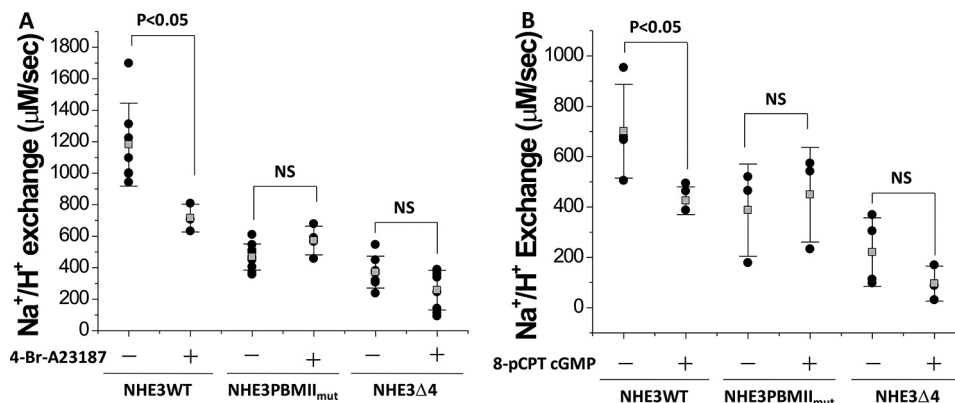 A
P<0.05
Na+/H+ exchange (µM/sec)
1800
1600
1400
1200
1000
800
600
400
200
0
NS
NS
4-Br-A23187 — + — + — +
NHE3WT NHE3PBMIImut NHE3Δ4
B
P<0.05
Na+/H+ Exchange (µM/sec)
1000
800
600
400
200
0
NS
NS
8-pCPT cGMP — + — + — +
NHE3WT NHE3PBMIImut NHE3Δ4